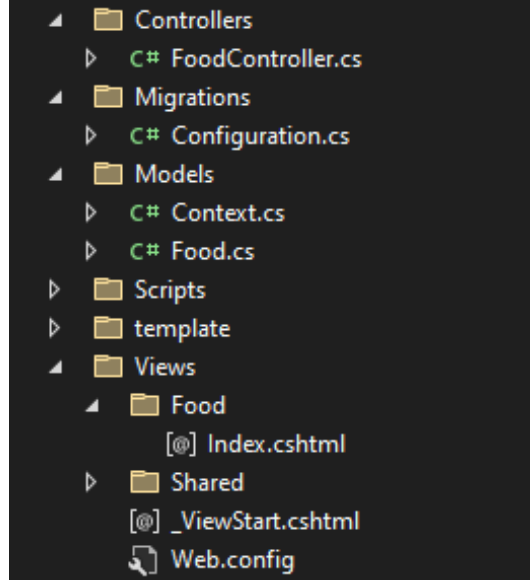 Controllers
C# FoodController.cs
Migrations
C# Configuration.cs
Models
C# Context.cs
C# Food.cs
Scripts
template
Views
Food
[@] Index.cshtml
Shared
[@] _ViewStart.cshtml
Web.config